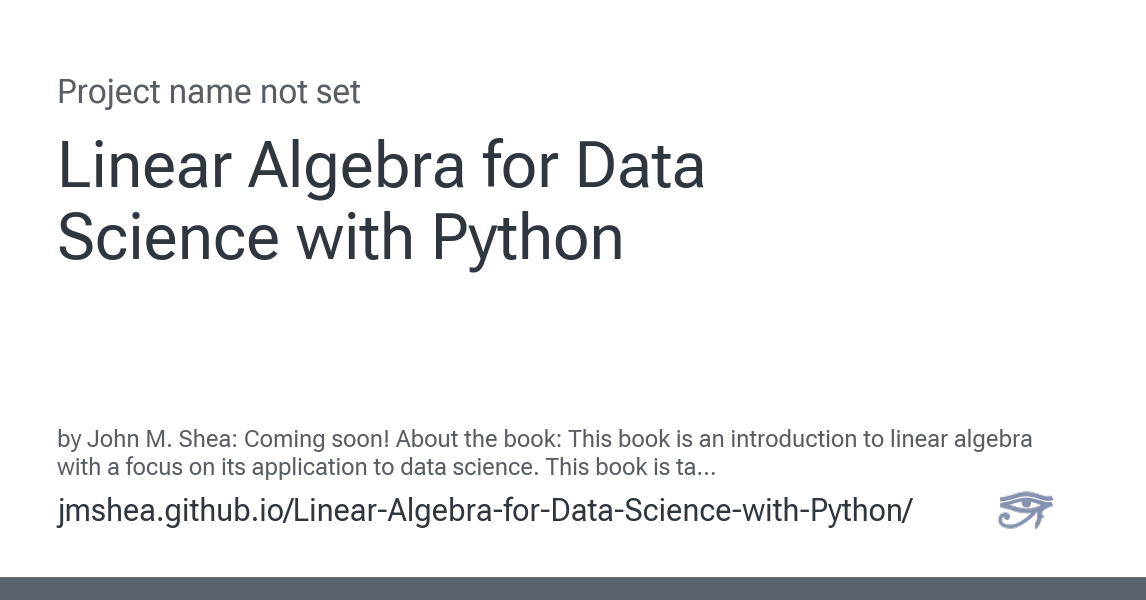 Project name not set
Linear Algebra for Data
Science with Python
by John M. Shea: Coming soon! About the book: This book is an introduction to linear algebra
with a focus on its application to data science. This book is ta...
jmshea.github.io/Linear-Algebra-for-Data-Science-with-Python/